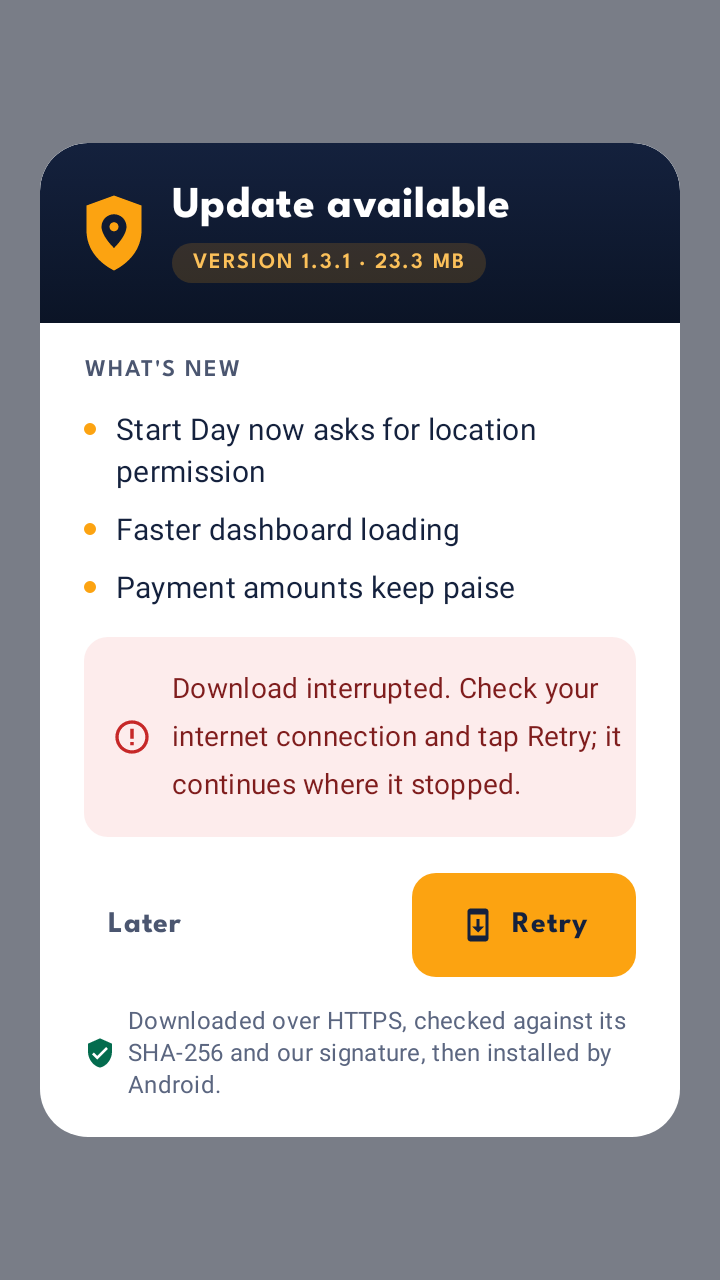 Update available
VERSION 1.3.1 · 23.3 MB
WHAT'S NEW
Start Day now asks for location
permission
Faster dashboard loading
Payment amounts keep paise
Download interrupted. Check your
internet connection and tap Retry; it
continues where it stopped.
Later
Retry
Downloaded over HTTPS, checked against its
SHA-256 and our signature, then installed by
Android.